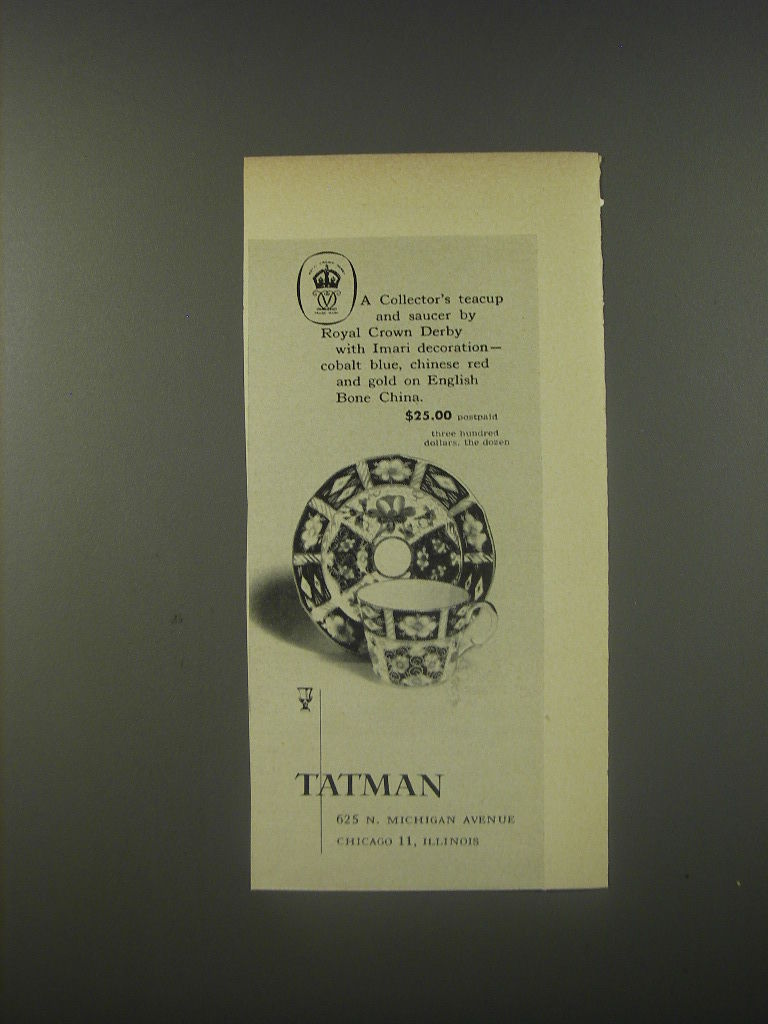 A Collector's teacup
and saucer by
Royal Crown Derby
with Imari decoration—
cobalt blue, chinese red
and gold on English
Bone China.
$25.00 postpaid
three hundred
dollars, the dozen
TATMAN
625 N. MICHIGAN AVENUE
CHICAGO 11, ILLINOIS